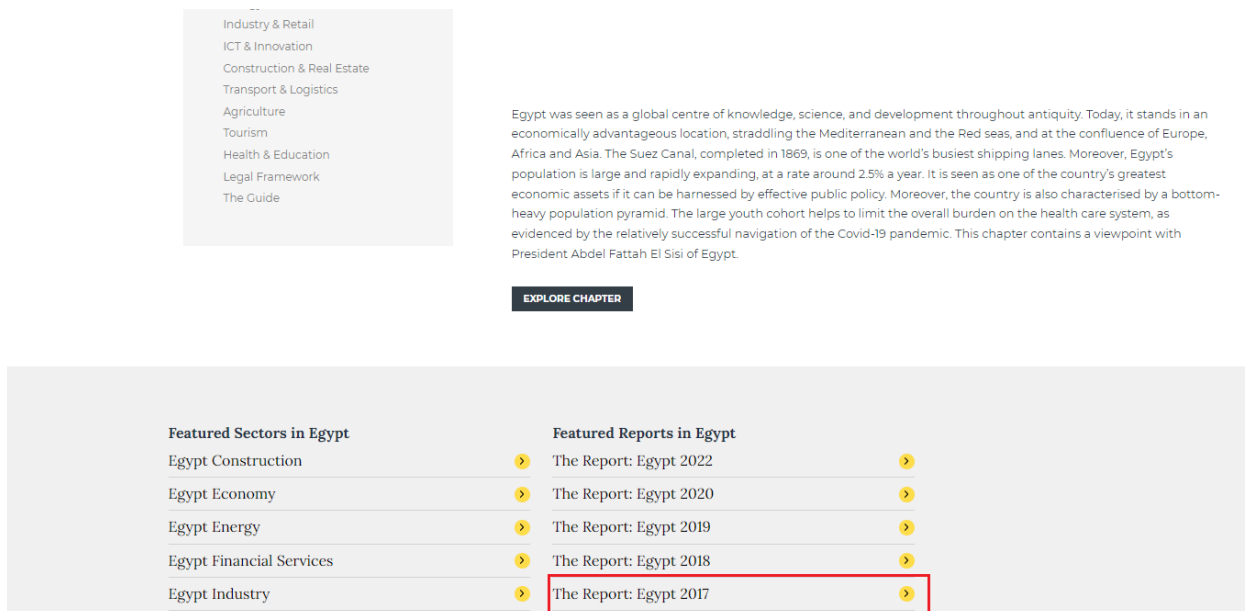 Industry & Retail
ICT & Innovation
Construction & Real Estate
Transport & Logistics
Agriculture
Tourism
Health & Education
Legal Framework
The Guide
Egypt was seen as a global centre of knowledge, science, and development throughout antiquity. Today, it stands in an
economically advantageous location, straddling the Mediterranean and the Red seas, and at the confluence of Europe,
Africa and Asia. The Suez Canal, completed in 1869, is one of the world's busiest shipping lanes. Moreover, Egypt's
population is large and rapidly expanding, at a rate around 2.5% a year. It is seen as one of the country's greatest
economic assets if it can be harnessed by effective public policy. Moreover, the country is also characterised by a bottom-
heavy population pyramid. The large youth cohort helps to limit the overall burden on the health care system, as
evidenced by the relatively successful navigation of the Covid-19 pandemic. This chapter contains a viewpoint with
President Abdel Fattah El Sisi of Egypt.
EXPLORE CHAPTER
Featured Sectors in Egypt
Egypt Construction
Egypt Economy
Egypt Energy
Egypt Financial Services
Egypt Industry
Featured Reports in Egypt
The Report: Egypt 2022
The Report: Egypt 2020
The Report: Egypt 2019
The Report: Egypt 2018
The Report: Egypt 2017